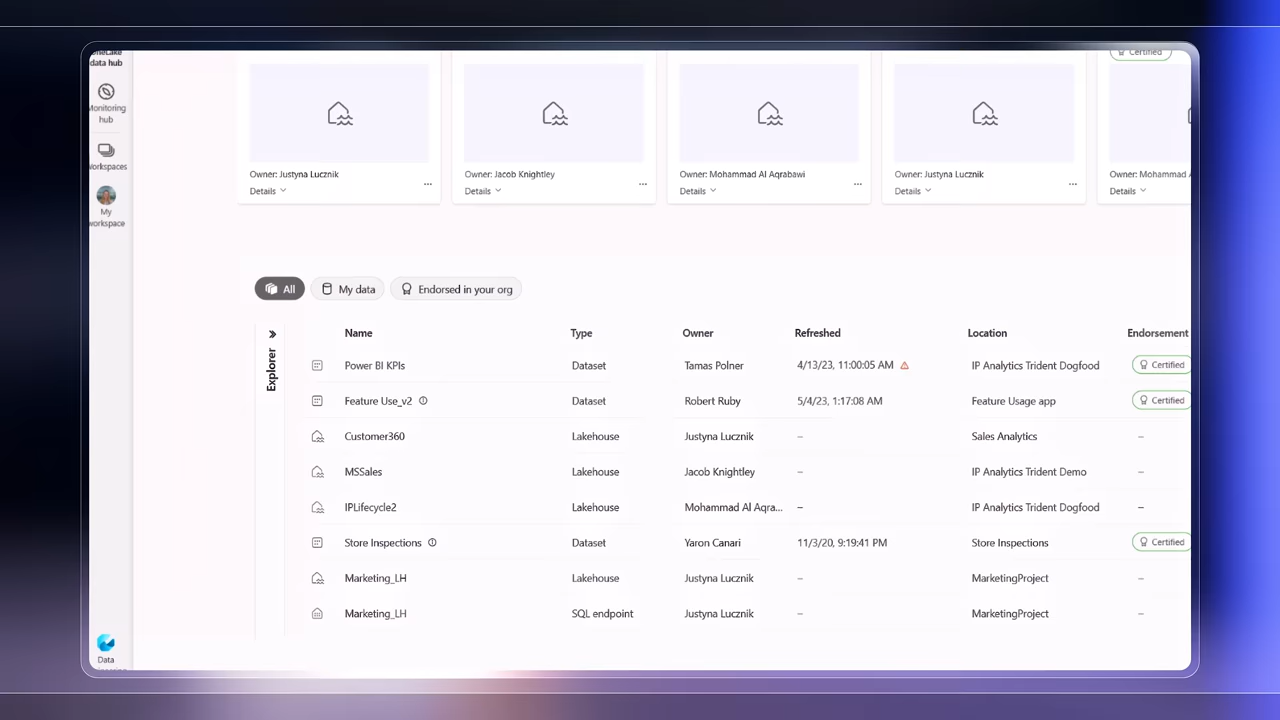 OneLake
data hub
Monitoring
hub
Workspaces
My
workspace
Data
Certified
Owner: Justyna Lucznik
Details
Owner: Jacob Knightley
Details
Owner: Mohammad Al Aqrabawi
Details
Owner: Justyna Lucznik
Details
Owner: Mohammad A
Details
All
My data
Endorsed in your org
Explorer
Name Type Owner Refreshed Location Endorsement
Power BI KPIs Dataset Tamas Polner 4/13/23, 11:00:05 AM IP Analytics Trident Dogfood Certified
Feature Use_v2 Dataset Robert Ruby 5/4/23, 1:17:08 AM Feature Usage app Certified
Customer360 Lakehouse Justyna Lucznik – Sales Analytics –
MSSales Lakehouse Jacob Knightley – IP Analytics Trident Demo –
IPLifecycle2 Lakehouse Mohammad Al Aqra... – IP Analytics Trident Dogfood –
Store Inspections Dataset Yaron Canari 11/3/20, 9:19:41 PM Store Inspections Certified
Marketing_LH Lakehouse Justyna Lucznik – MarketingProject –
Marketing_LH SQL endpoint Justyna Lucznik – MarketingProject –